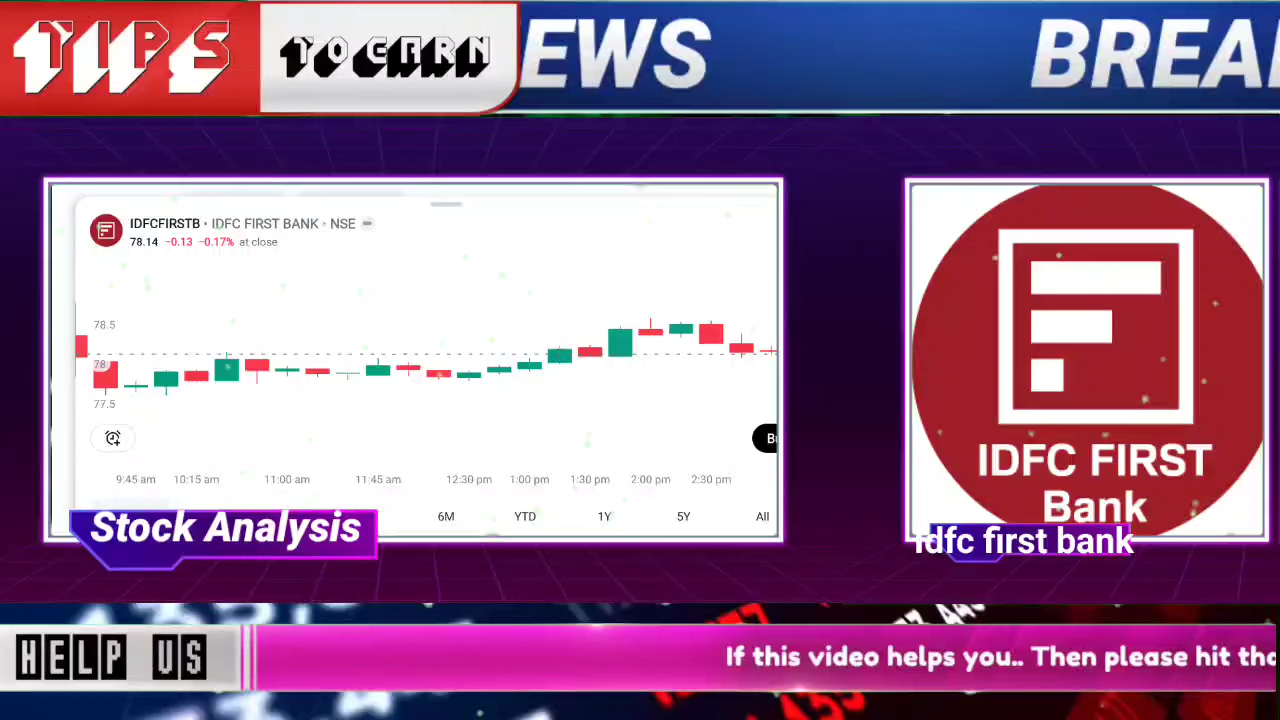 TIPS
TO EARN
EWS
BREA
IDFCFIRSTB • IDFC FIRST BANK • NSE
78.14 −0.13 −0.17% at close
78.5
78
77.5
Bu
9:45 am 10:15 am 11:00 am 11:45 am 12:30 pm 1:00 pm 1:30 pm 2:00 pm 2:30 pm
6M YTD 1Y 5Y All
Stock Analysis
IDFC FIRST
Bank
idfc first bank
HELP US
If this video helps you.. Then please hit tha